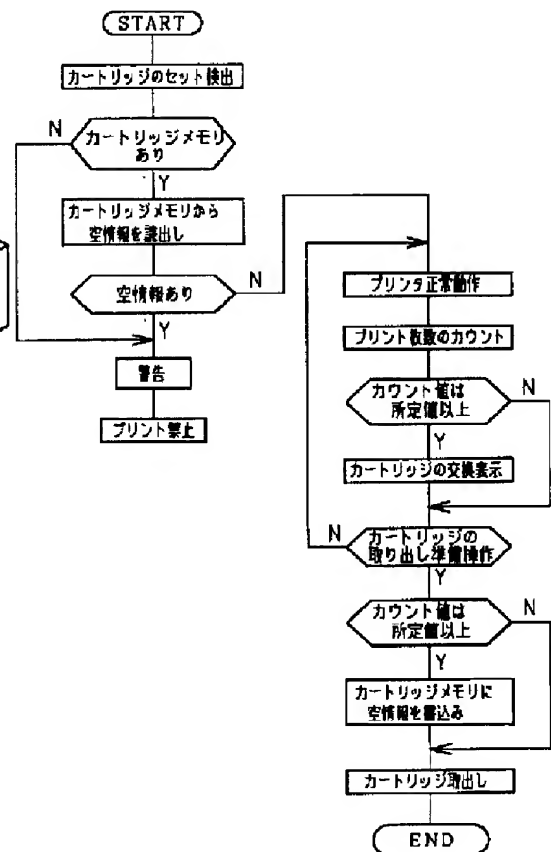 START
カートリッジのセット検出
カートリッジメモリ
あり
N
Y
カートリッジメモリから
空情報を読出し
空情報あり
N
Y
警告
プリント禁止
プリンタ正常動作
プリント枚数のカウント
カウント値は
所定値以上
N
Y
カートリッジの交換表示
カートリッジの
取り出し準備操作
N
Y
カウント値は
所定値以上
N
Y
カートリッジメモリに
空情報を書込み
カートリッジ取出し
END